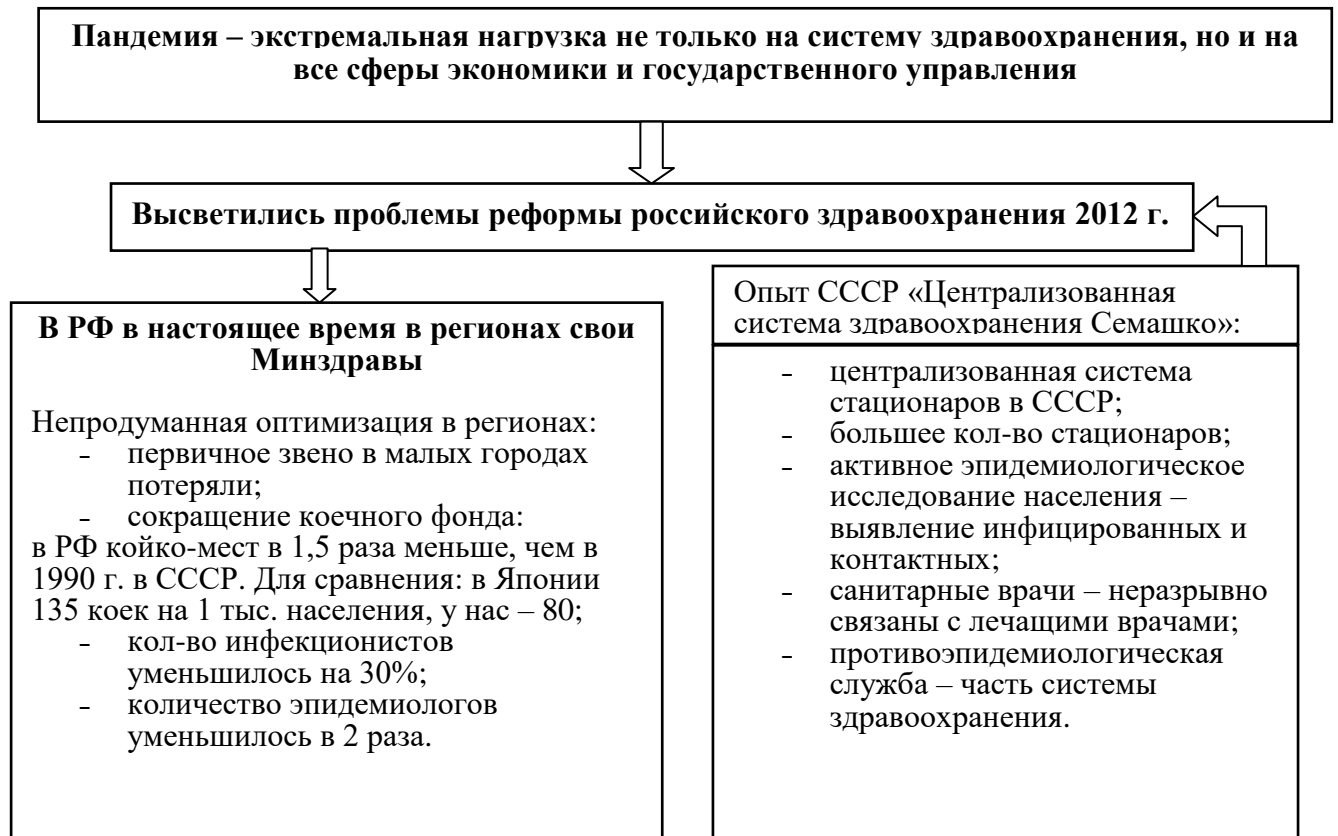 Пандемия – экстремальная нагрузка не только на систему здравоохранения, но и на
все сферы экономики и государственного управления
Высветились проблемы реформы российского здравоохранения 2012 г.
В РФ в настоящее время в регионах свои
Минздравы
Непродуманная оптимизация в регионах:
- первичное звено в малых городах
потеряли;
- сокращение коечного фонда:
в РФ койко-мест в 1,5 раза меньше, чем в
1990 г. в СССР. Для сравнения: в Японии
135 коек на 1 тыс. населения, у нас – 80;
- кол-во инфекционистов
уменьшилось на 30%;
- количество эпидемиологов
уменьшилось в 2 раза.
Опыт СССР «Централизованная
система здравоохранения Семашко»:
- централизованная система
стационаров в СССР;
- большее кол-во стационаров;
- активное эпидемиологическое
исследование населения –
выявление инфицированных и
контактных;
- санитарные врачи – неразрывно
связаны с лечащими врачами;
- противоэпидемиологическая
служба – часть системы
здравоохранения.